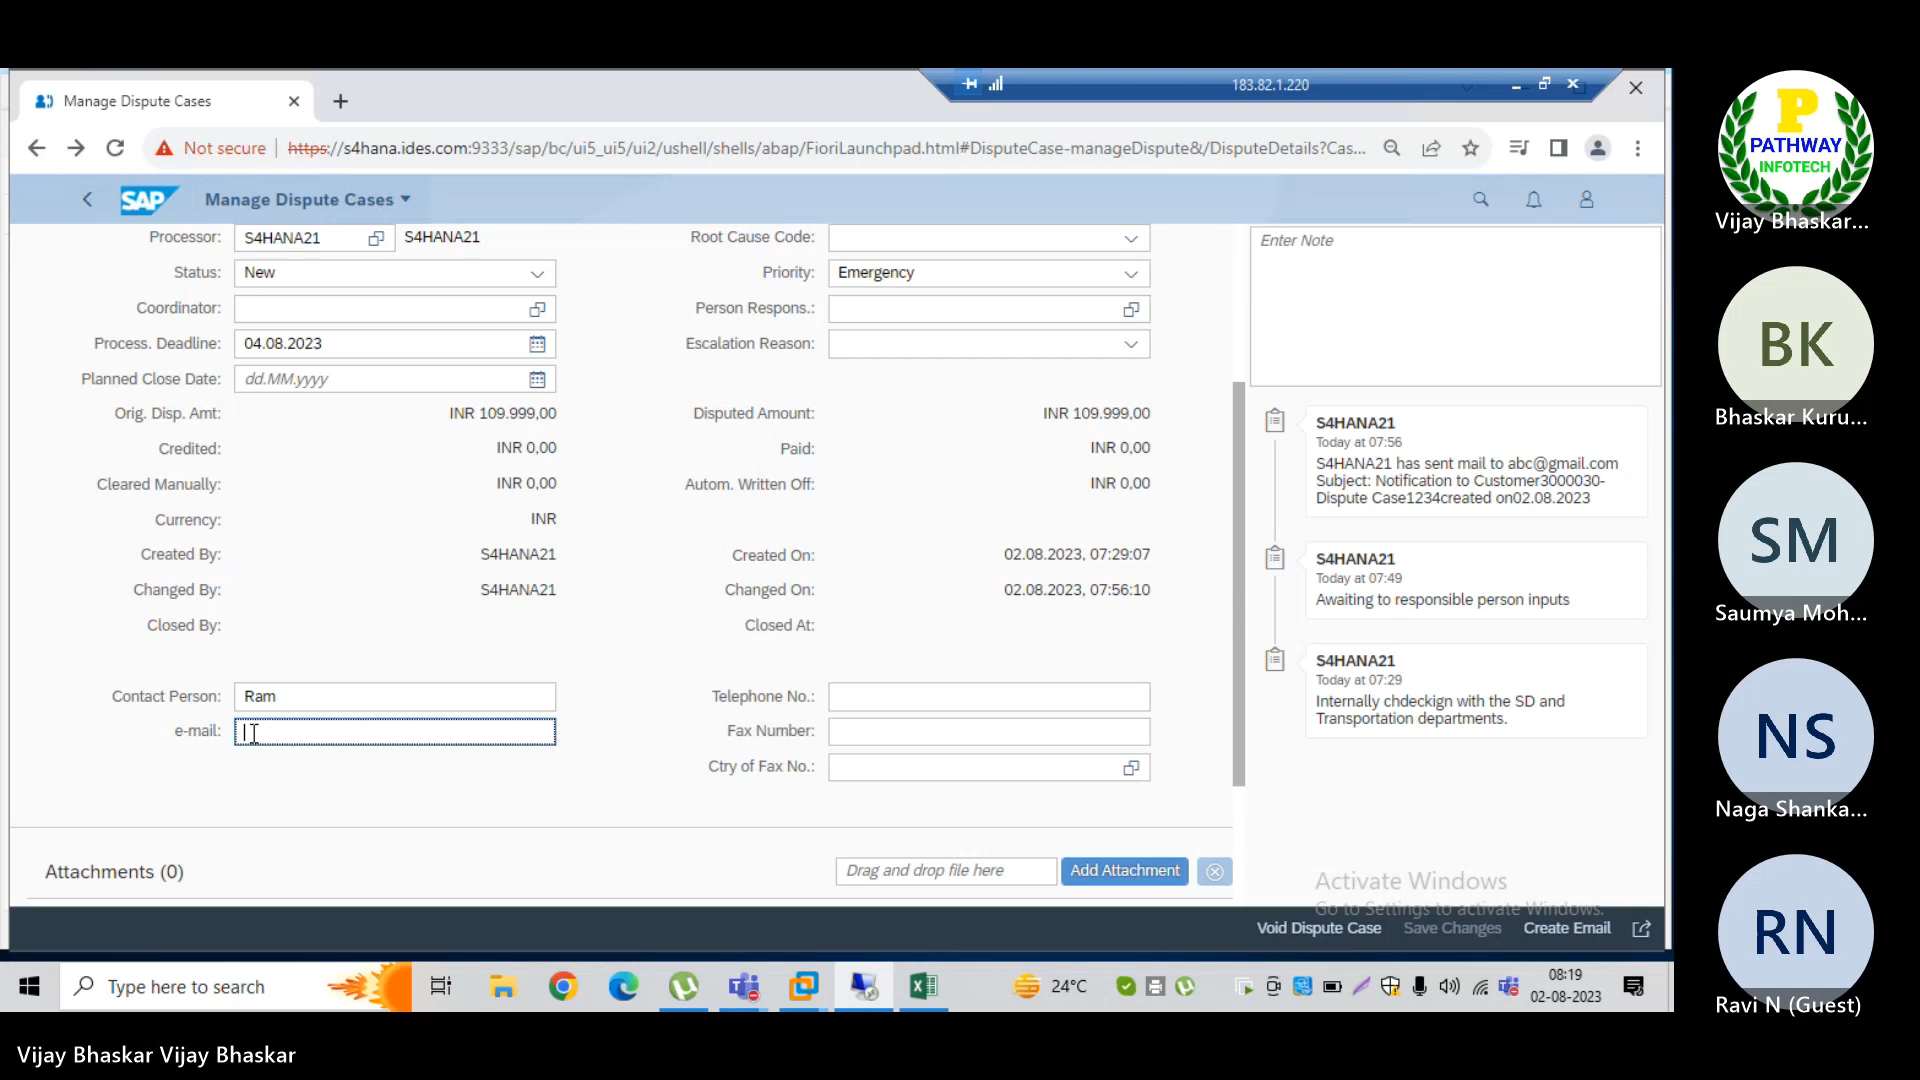 Manage Dispute Cases
183.82.1.220
Not secure
https://s4hana.ides.com:9333/sap/bc/ui5_ui5/ui2/ushell/shells/abap/FioriLaunchpad.html#DisputeCase-manageDispute&/DisputeDetails?Cas...
SAP
Manage Dispute Cases
Processor: S4HANA21 S4HANA21
Root Cause Code:
Status: New
Priority: Emergency
Coordinator:
Person Respons.:
Process. Deadline: 04.08.2023
Escalation Reason:
Planned Close Date: dd.MM.yyyy
Orig. Disp. Amt: INR 109.999,00
Disputed Amount: INR 109.999,00
Credited: INR 0,00
Paid: INR 0,00
Cleared Manually: INR 0,00
Autom. Written Off: INR 0,00
Currency: INR
Created By: S4HANA21
Created On: 02.08.2023, 07:29:07
Changed By: S4HANA21
Changed On: 02.08.2023, 07:56:10
Closed By:
Closed At:
Contact Person: Ram
Telephone No.:
e-mail:
Fax Number:
Ctry of Fax No.:
Attachments (0)
Drag and drop file here
Add Attachment
Enter Note
S4HANA21
Today at 07:56
S4HANA21 has sent mail to abc@gmail.com
Subject: Notification to Customer3000030-
Dispute Case1234created on02.08.2023
S4HANA21
Today at 07:49
Awaiting to responsible person inputs
S4HANA21
Today at 07:29
Internally chdeckign with the SD and
Transportation departments.
Activate Windows
Go to Settings to activate Windows.
Void Dispute Case
Save Changes
Create Email
Type here to search
24°C
08:19
02-08-2023
P
PATHWAY
INFOTECH
Vijay Bhaskar...
BK
Bhaskar Kuru...
SM
Saumya Moh...
NS
Naga Shanka...
RN
Ravi N (Guest)
Vijay Bhaskar Vijay Bhaskar